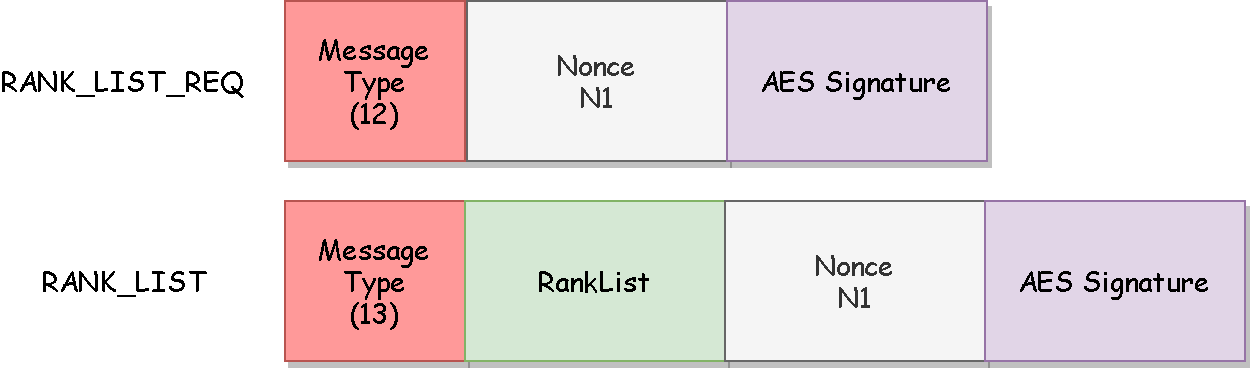 RANK_LIST_REQ
Message
Type
(12)
Nonce
N1
AES Signature
RANK_LIST
Message
Type
(13)
RankList
Nonce
N1
AES Signature